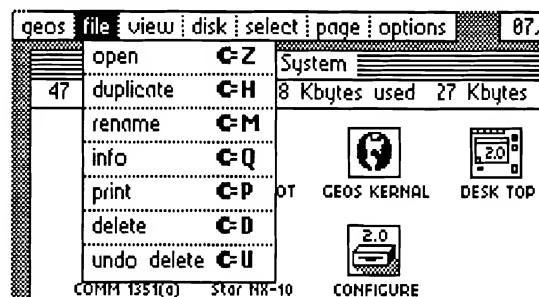 geos file view disk select page options 07
open C= Z System
47 duplicate C= H 8 Kbytes used 27 Kbytes
rename C= M
info C= Q
print C= P OT GEOS KERNAL DESK TOP
2.0
delete C= D
2.0
undo delete C= U
COMM 1351(a) Star NX-10 CONFIGURE